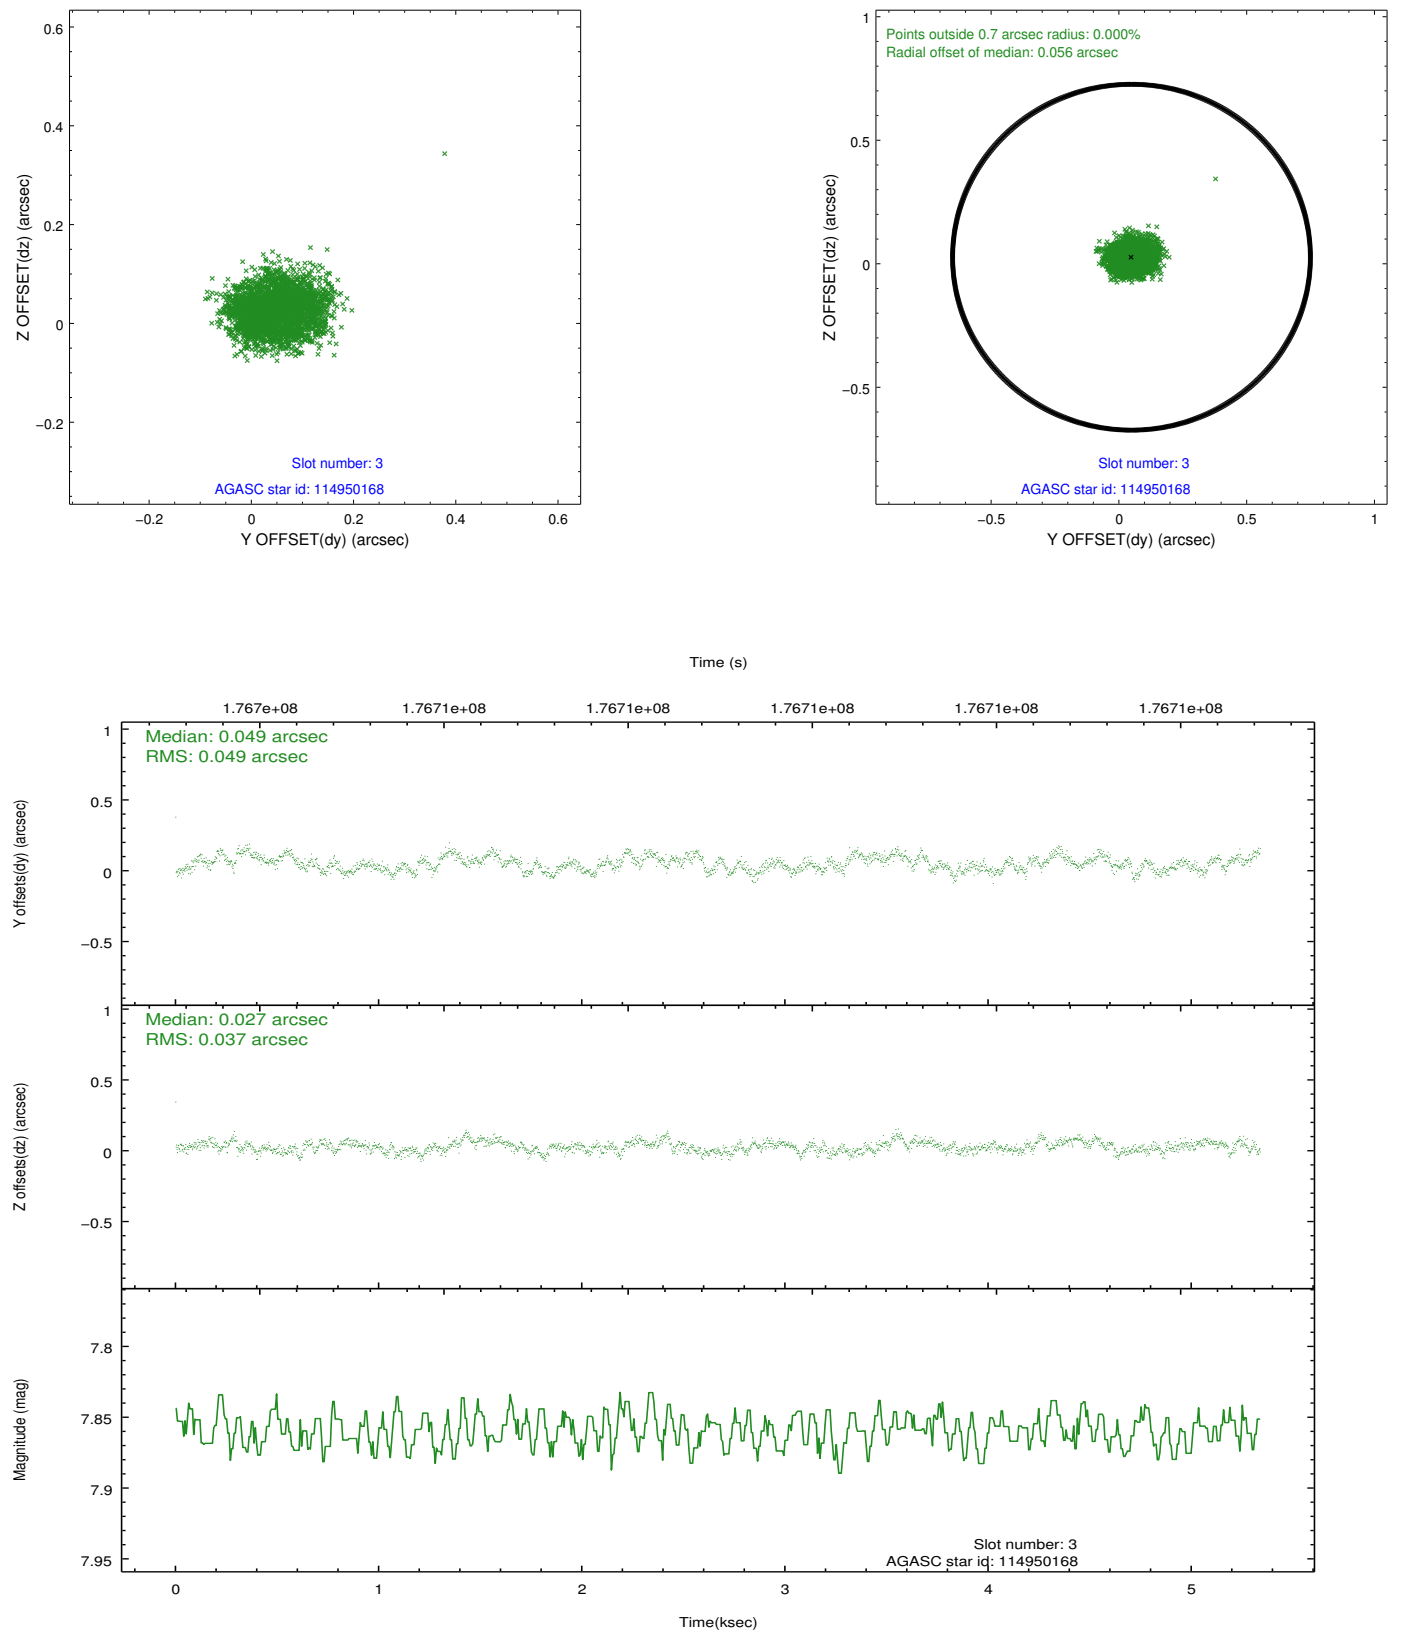 0.6
0.4
0.2
0
−0.2
Z OFFSET(dz) (arcsec)
Slot number: 3
AGASC star id: 114950168
−0.2 0 0.2 0.4 0.6
Y OFFSET(dy) (arcsec)
Points outside 0.7 arcsec radius: 0.000%
Radial offset of median: 0.056 arcsec
1
0.5
0
−0.5
Z OFFSET(dz) (arcsec)
Slot number: 3
AGASC star id: 114950168
−0.5 0 0.5 1
Y OFFSET(dy) (arcsec)
Time (s)
1.767e+08 1.7671e+08 1.7671e+08 1.7671e+08 1.7671e+08 1.7671e+08
Median: 0.049 arcsec
RMS: 0.049 arcsec
1
0.5
0
−0.5
Y offsets(dy) (arcsec)
Median: 0.027 arcsec
RMS: 0.037 arcsec
1
0.5
0
−0.5
Z offsets(dz) (arcsec)
7.8
7.85
7.9
7.95
Magnitude (mag)
Slot number: 3
AGASC star id: 114950168
0 1 2 3 4 5
Time(ksec)